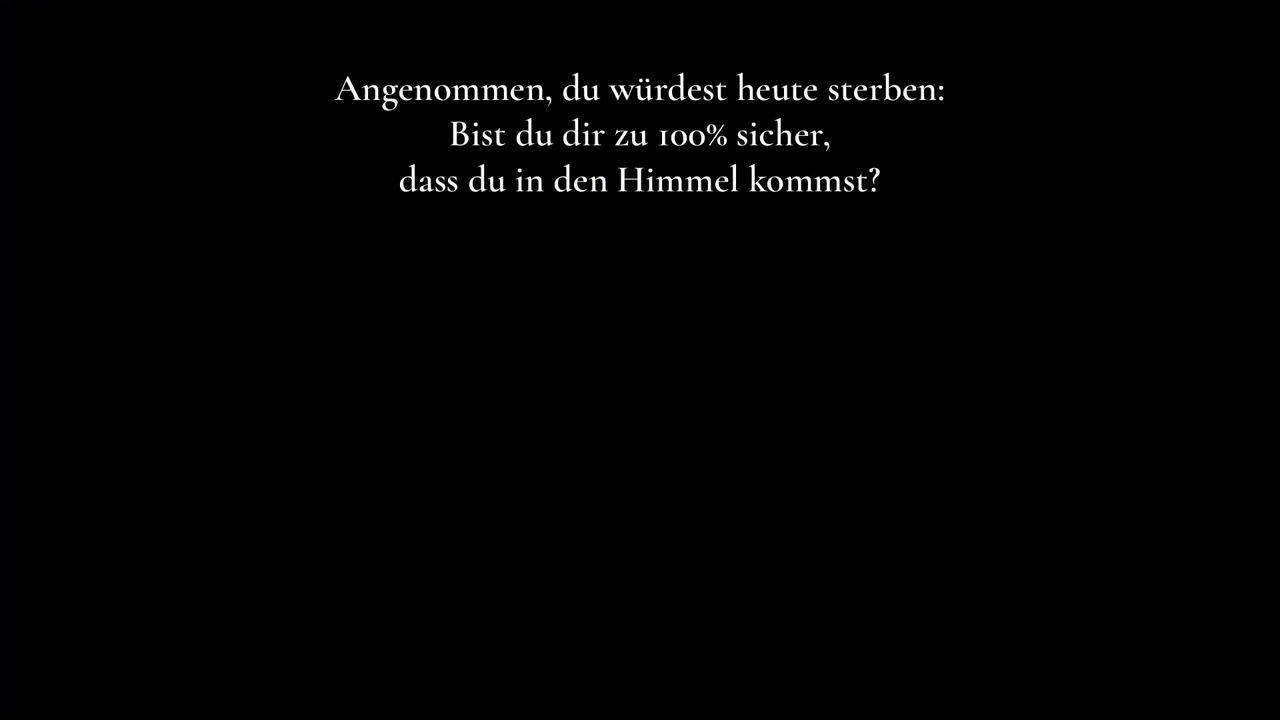 Angenommen, du würdest heute sterben:
Bist du dir zu 100% sicher,
dass du in den Himmel kommst?